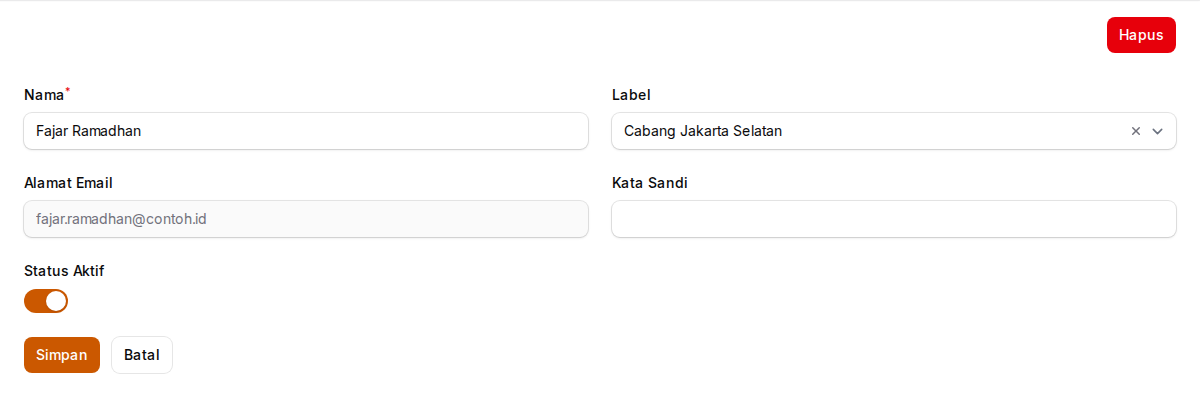 Hapus
Nama*
Label
Fajar Ramadhan
Cabang Jakarta Selatan
Alamat Email
Kata Sandi
fajar.ramadhan@contoh.id
Status Aktif
Simpan
Batal